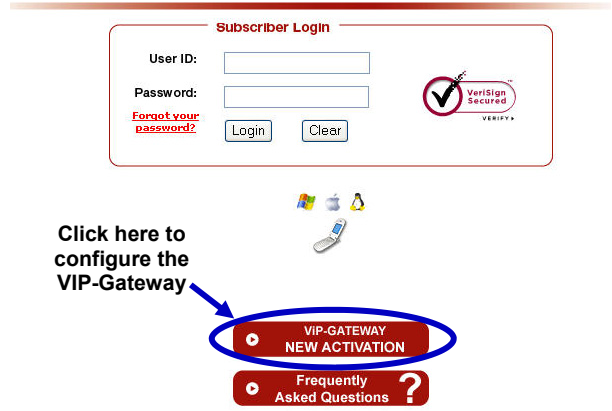 Subscriber Login
User ID:
Password:
Forgot your
password?
Login Clear
VeriSign
Secured
™
VERIFY
Click here to
configure the
VIP-Gateway
ViP-GATEWAY
NEW ACTIVATION
Frequently
Asked Questions ?